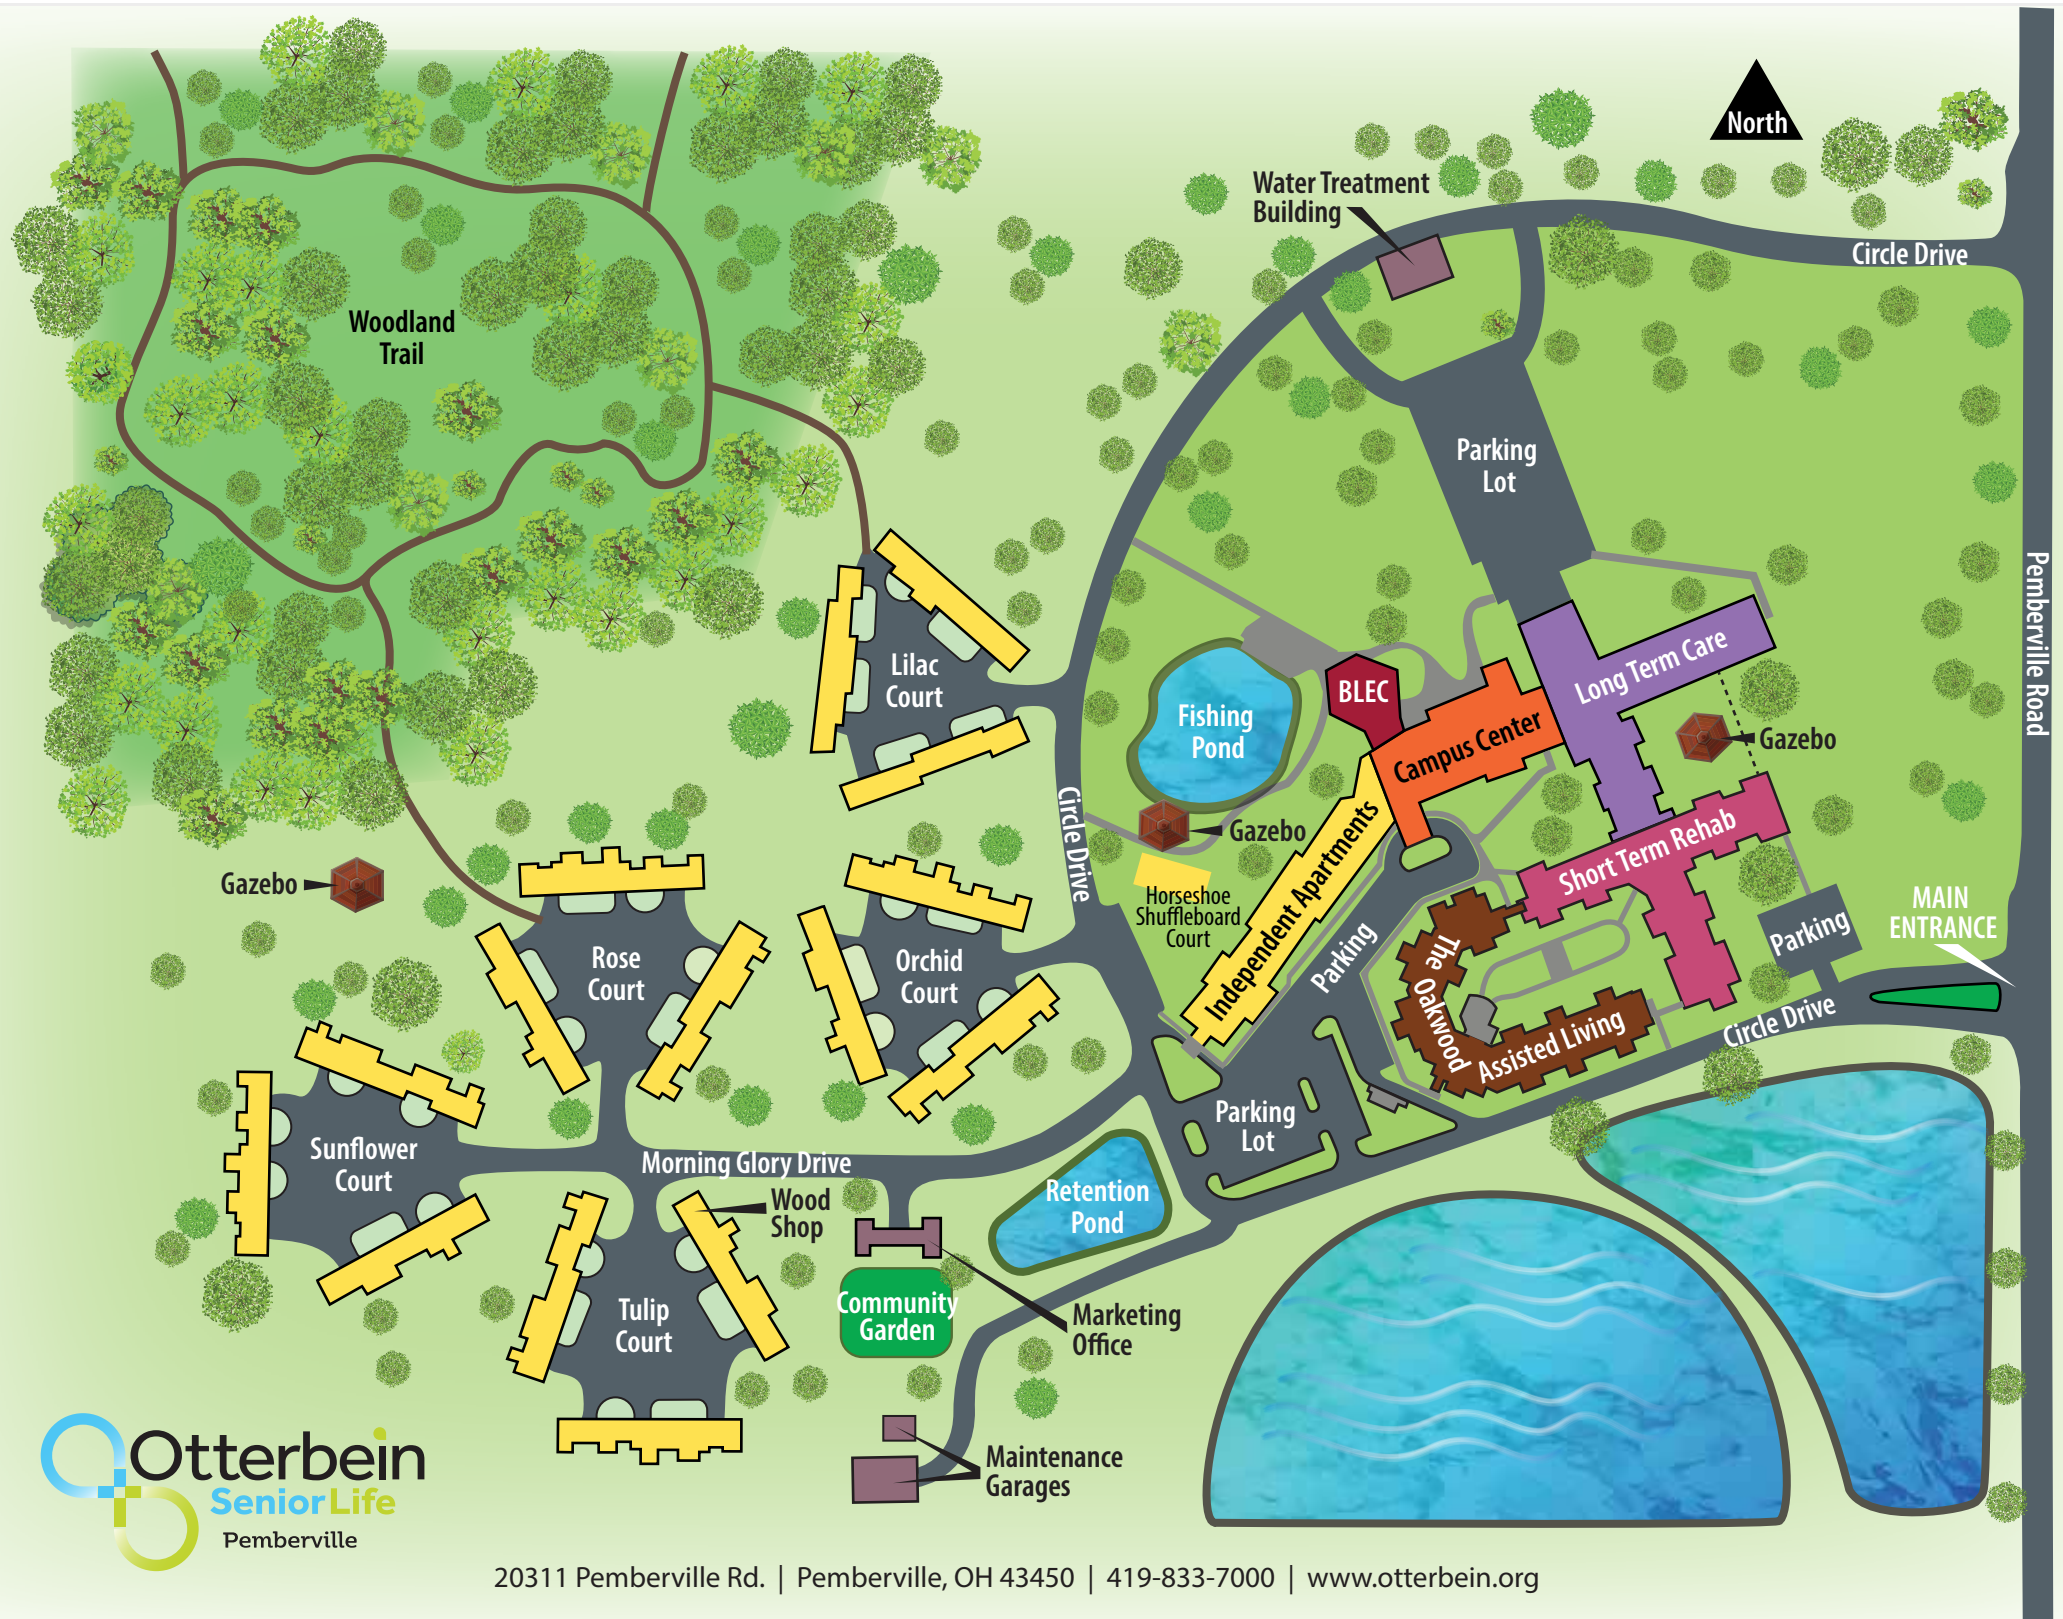 North
Water Treatment
Building
Circle Drive
Woodland
Trail
Parking
Lot
Pemberville Road
Lilac
Court
BLEC
Long Term Care
Fishing
Pond
Campus Center
Gazebo
Circle Drive
Gazebo
Independent Apartments
Short Term Rehab
Gazebo
Horseshoe
Shuffleboard
Court
MAIN
ENTRANCE
Parking
Parking
Rose
Court
Orchid
Court
The Oakwood
Assisted Living
Circle Drive
Parking
Lot
Sunflower
Court
Morning Glory Drive
Wood
Shop
Retention
Pond
Tulip
Court
Community
Garden
Marketing
Office
Maintenance
Garages
Otterbein
SeniorLife
Pemberville
20311 Pemberville Rd. | Pemberville, OH 43450 | 419-833-7000 | www.otterbein.org